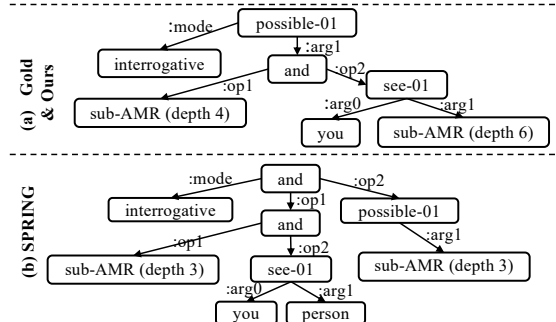 (a) Gold
& Ours
:mode
possible-01
:arg1
interrogative
and
:op2
:op1
see-01
sub-AMR (depth 4)
:arg0
:arg1
you
sub-AMR (depth 6)
(b) SPRING
:mode
and
:op2
:op1
interrogative
possible-01
and
:op1
:op2
:arg1
sub-AMR (depth 3)
see-01
sub-AMR (depth 3)
:arg0
:arg1
you
person